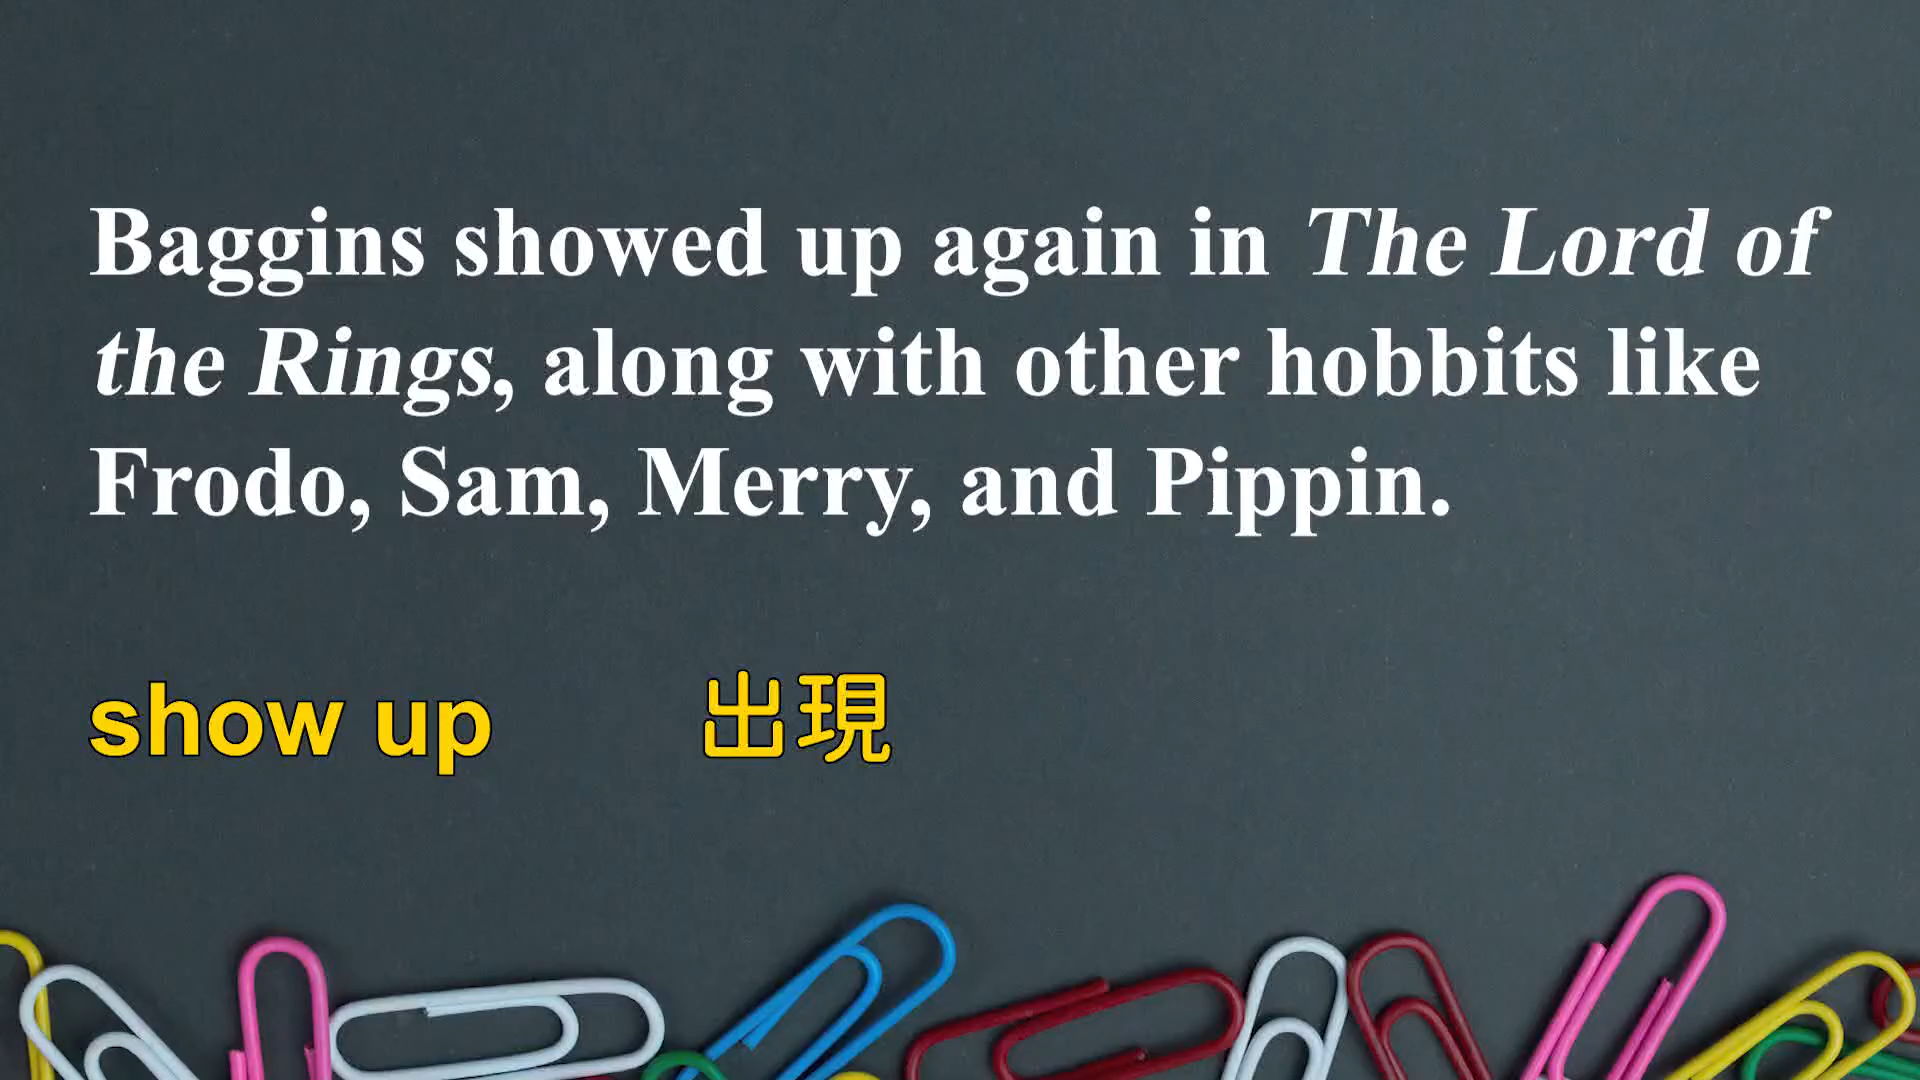 Baggins showed up again in The Lord of
the Rings, along with other hobbits like
Frodo, Sam, Merry, and Pippin.
show up 出現